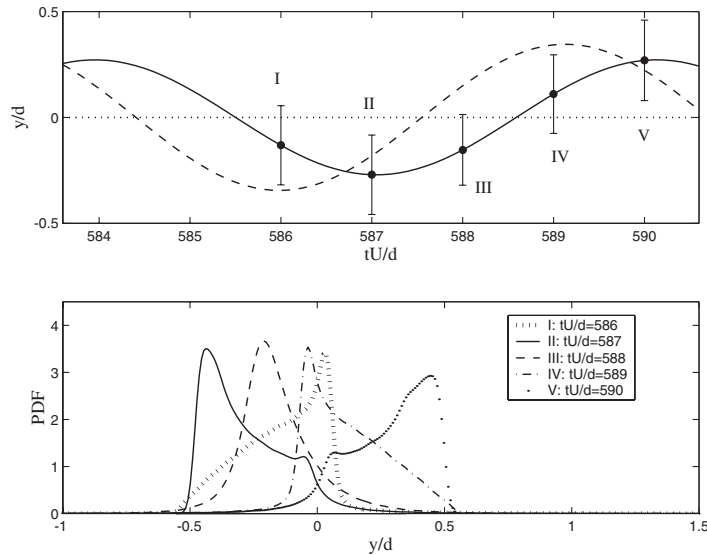 0.5
I
II
y/d
0
V
IV
III
-0.5
584 585 586 587 588 589 590
tU/d
4
I: tU/d=586
II: tU/d=587
3
III: tU/d=588
IV: tU/d=589
V: tU/d=590
PDF
2
1
0
-1 -0.5 0 0.5 1 1.5
y/d